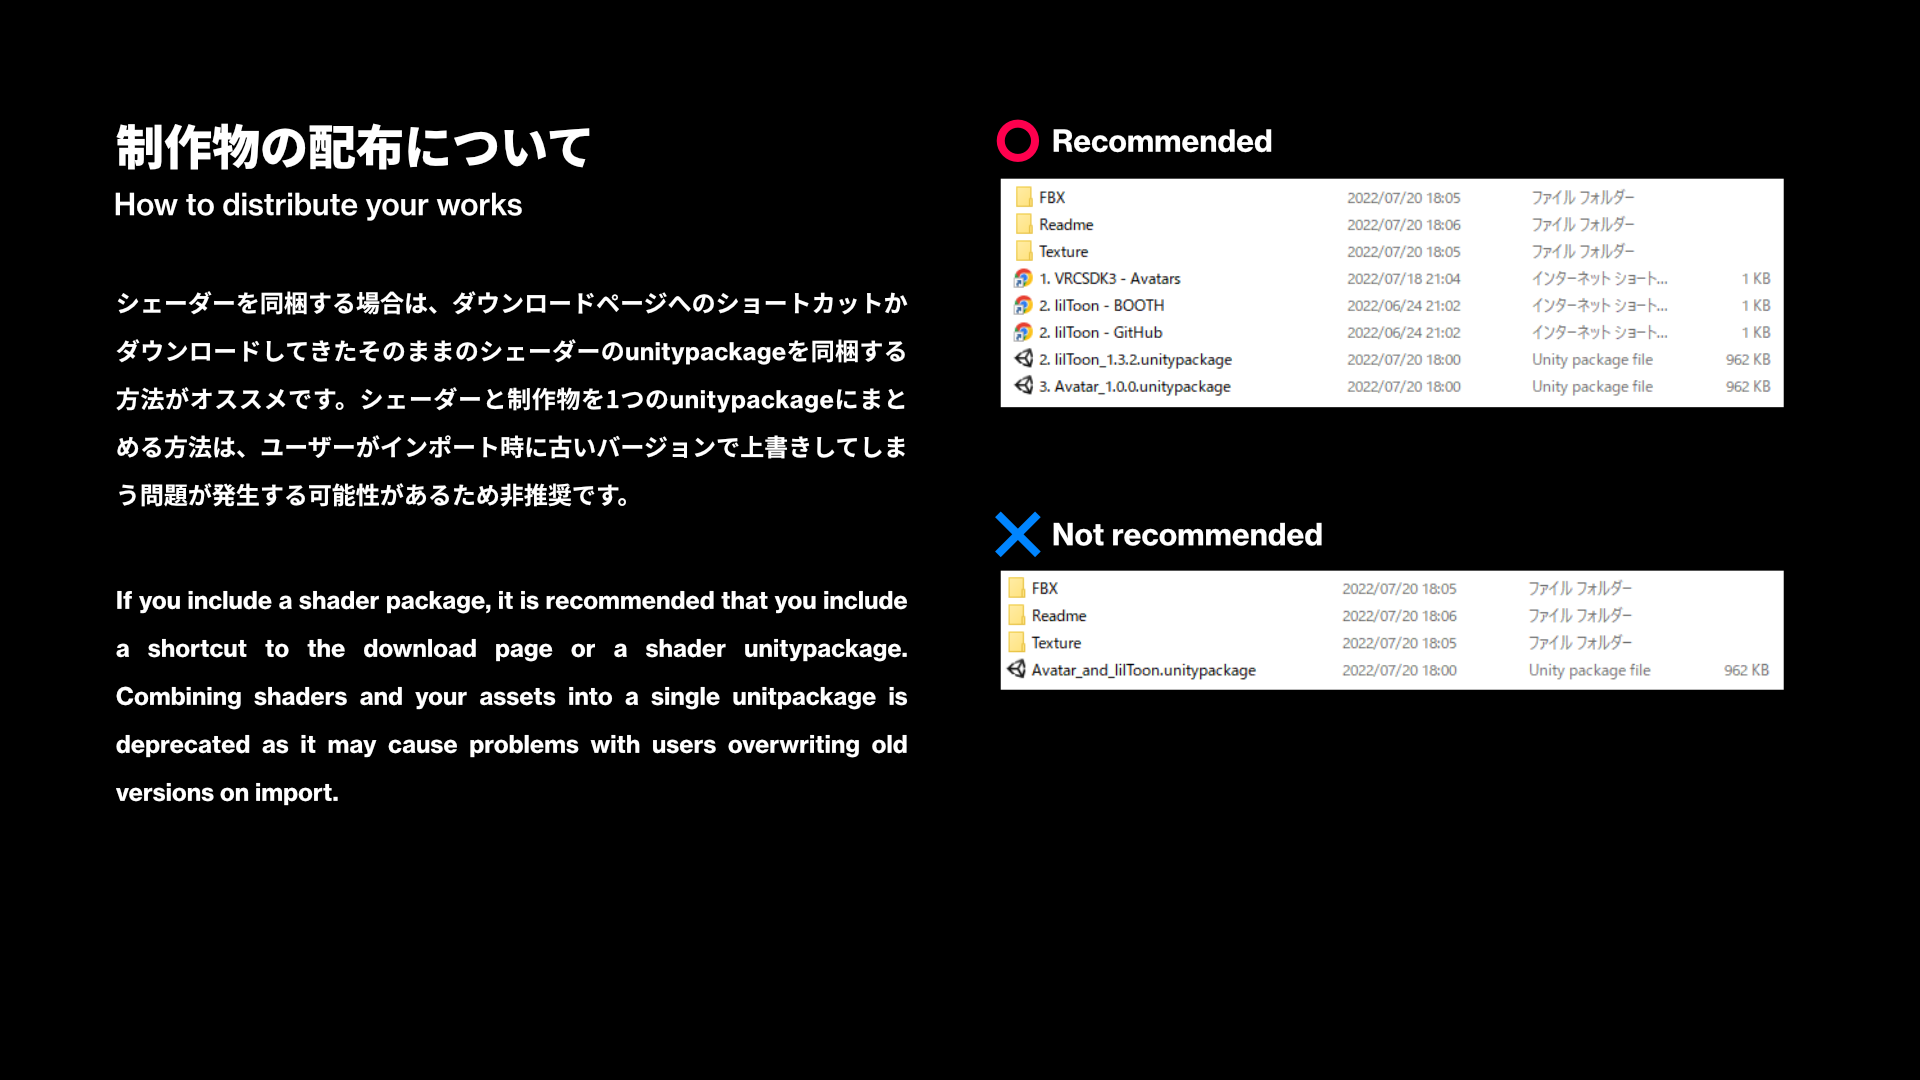 制作物の配布について
How to distribute your works
シェーダーを同梱する場合は、ダウンロードページへのショートカットか
ダウンロードしてきたそのままのシェーダーのunitypackageを同梱する
方法がオススメです。シェーダーと制作物を1つのunitypackageにまと
める方法は、ユーザーがインポート時に古いバージョンで上書きしてしま
う問題が発生する可能性があるため非推奨です。
If you include a shader package, it is recommended that you include
a shortcut to the download page or a shader unitypackage.
Combining shaders and your assets into a single unitpackage is
deprecated as it may cause problems with users overwriting old
versions on import.
Recommended
FBX 2022/07/20 18:05 ファイル フォルダー
Readme 2022/07/20 18:06 ファイル フォルダー
Texture 2022/07/20 18:05 ファイル フォルダー
1. VRCSDK3 - Avatars 2022/07/18 21:04 インターネット ショート... 1 KB
2. lilToon - BOOTH 2022/06/24 21:02 インターネット ショート... 1 KB
2. lilToon - GitHub 2022/06/24 21:02 インターネット ショート... 1 KB
2. lilToon_1.3.2.unitypackage 2022/07/20 18:00 Unity package file 962 KB
3. Avatar_1.0.0.unitypackage 2022/07/20 18:00 Unity package file 962 KB
Not recommended
FBX 2022/07/20 18:05 ファイル フォルダー
Readme 2022/07/20 18:06 ファイル フォルダー
Texture 2022/07/20 18:05 ファイル フォルダー
Avatar_and_lilToon.unitypackage 2022/07/20 18:00 Unity package file 962 KB